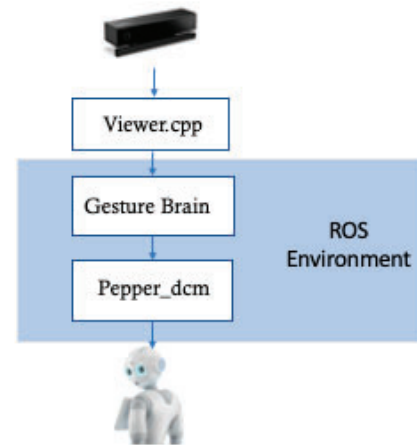 Viewer.cpp
Gesture Brain
ROS
Environment
Pepper_dcm